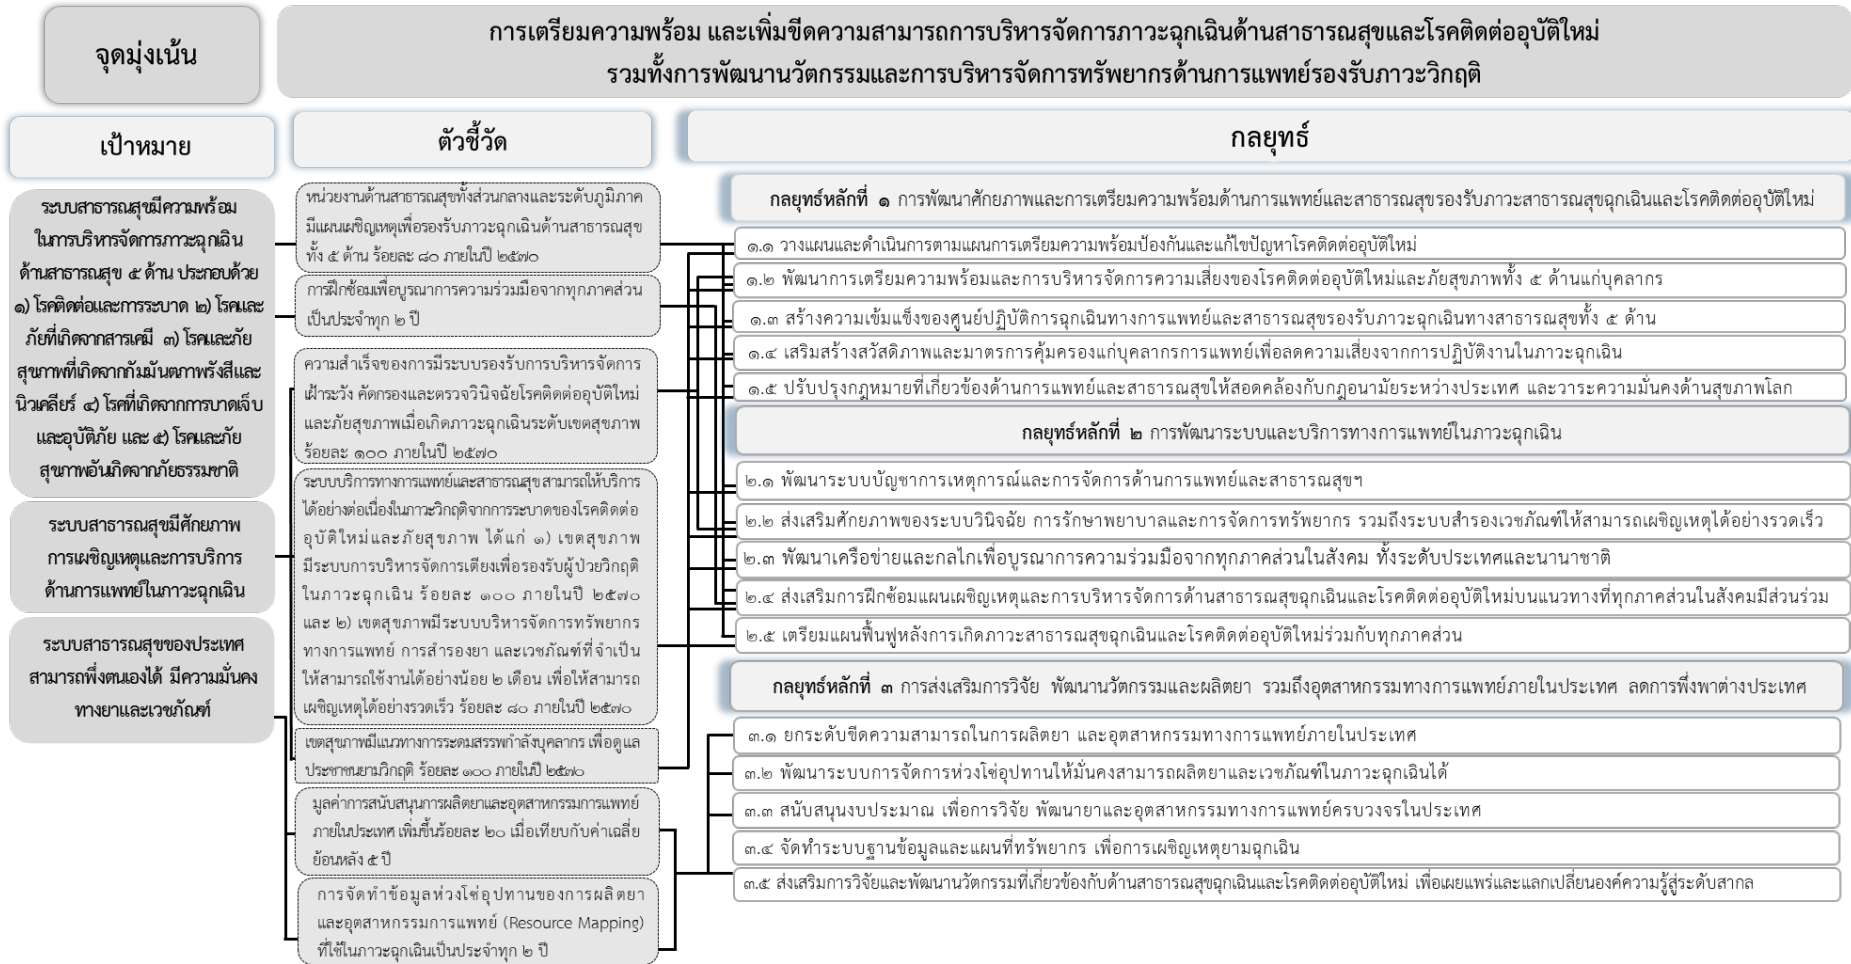 จุดมุ่งเน้น
การเตรียมความพร้อม และเพิ่มขีดความสามารถการบริหารจัดการภาวะฉุกเฉินด้านสาธารณสุขและโรคติดต่ออุบัติใหม่
รวมทั้งการพัฒนานวัตกรรมและการบริหารจัดการทรัพยากรด้านการแพทย์รองรับภาวะวิกฤติ
เป้าหมาย
ระบบสาธารณสุขมีความพร้อม
ในการบริหารจัดการภาวะฉุกเฉิน
ด้านสาธารณสุข ๕ ด้าน ประกอบด้วย
๑) โรคติดต่อและการระบาด ๒) โรคและ
ภัยที่เกิดจากสารเคมี ๓) โรคและภัย
สุขภาพที่เกิดจากกัมมันตภาพรังสีและ
นิวเคลียร์ ๔) โรคที่เกิดจากการบาดเจ็บ
และอุบัติภัย และ ๕) โรคและภัย
สุขภาพอันเกิดจากภัยธรรมชาติ
ระบบสาธารณสุขมีศักยภาพ
การเผชิญเหตุและการบริการ
ด้านการแพทย์ในภาวะฉุกเฉิน
ระบบสาธารณสุขของประเทศ
สามารถพึ่งตนเองได้ มีความมั่นคง
ทางยาและเวชภัณฑ์
ตัวชี้วัด
หน่วยงานด้านสาธารณสุขทั้งส่วนกลางและระดับภูมิภาค
มีแผนเผชิญเหตุเพื่อรองรับภาวะฉุกเฉินด้านสาธารณสุข
ทั้ง ๕ ด้าน ร้อยละ ๘๐ ภายในปี ๒๕๗๐
การฝึกซ้อมเพื่อบูรณาการความร่วมมือจากทุกภาคส่วน
เป็นประจำทุก ๒ ปี
ความสำเร็จของการมีระบบรองรับการบริหารจัดการ
เฝ้าระวัง คัดกรองและตรวจวินิจฉัยโรคติดต่ออุบัติใหม่
และภัยสุขภาพเมื่อเกิดภาวะฉุกเฉินระดับเขตสุขภาพ
ร้อยละ ๑๐๐ ภายในปี ๒๕๗๐
ระบบบริการทางการแพทย์และสาธารณสุขสามารถให้บริการ
ได้อย่างต่อเนื่องในภาวะวิกฤติจากการระบาดของโรคติดต่อ
อุบัติใหม่และภัยสุขภาพ ได้แก่ ๑) เขตสุขภาพ
มีระบบการบริหารจัดการเตียงเพื่อรองรับผู้ป่วยวิกฤติ
ในภาวะฉุกเฉิน ร้อยละ ๑๐๐ ภายในปี ๒๕๗๐
และ ๒) เขตสุขภาพมีระบบบริหารจัดการทรัพยากร
ทางการแพทย์ การสำรองยา และเวชภัณฑ์ที่จำเป็น
ให้สามารถใช้งานได้อย่างน้อย ๒ เดือน เพื่อให้สามารถ
เผชิญเหตุได้อย่างรวดเร็ว ร้อยละ ๘๐ ภายในปี ๒๕๗๐
เขตสุขภาพมีแนวทางการระดมสรรพกำลังบุคลากร เพื่อดูแล
ประชาชนยามวิกฤติ ร้อยละ ๑๐๐ ภายในปี ๒๕๗๐
มูลค่าการสนับสนุนการผลิตยาและอุตสาหกรรมการแพทย์
ภายในประเทศ เพิ่มขึ้นร้อยละ ๒๐ เมื่อเทียบกับค่าเฉลี่ย
ย้อนหลัง ๕ ปี
การจัดทำข้อมูลห่วงโซ่อุปทานของการผลิตยา
และอุตสาหกรรมการแพทย์ (Resource Mapping)
ที่ใช้ในภาวะฉุกเฉินเป็นประจำทุก ๒ ปี
กลยุทธ์
กลยุทธ์หลักที่ ๑ การพัฒนาศักยภาพและการเตรียมความพร้อมด้านการแพทย์และสาธารณสุขรองรับภาวะสาธารณสุขฉุกเฉินและโรคติดต่ออุบัติใหม่
๑.๑ วางแผนและดำเนินการตามแผนการเตรียมความพร้อมป้องกันและแก้ไขปัญหาโรคติดต่ออุบัติใหม่
๑.๒ พัฒนาการเตรียมความพร้อมและการบริหารจัดการความเสี่ยงของโรคติดต่ออุบัติใหม่และภัยสุขภาพทั้ง ๕ ด้านแก่บุคลากร
๑.๓ สร้างความเข้มแข็งของศูนย์ปฏิบัติการฉุกเฉินทางการแพทย์และสาธารณสุขรองรับภาวะฉุกเฉินทางสาธารณสุขทั้ง ๕ ด้าน
๑.๔ เสริมสร้างสวัสดิภาพและมาตรการคุ้มครองแก่บุคลากรการแพทย์เพื่อลดความเสี่ยงจากการปฏิบัติงานในภาวะฉุกเฉิน
๑.๕ ปรับปรุงกฎหมายที่เกี่ยวข้องด้านการแพทย์และสาธารณสุขให้สอดคล้องกับกฎอนามัยระหว่างประเทศ และวาระความมั่นคงด้านสุขภาพโลก
กลยุทธ์หลักที่ ๒ การพัฒนาระบบและบริการทางการแพทย์ในภาวะฉุกเฉิน
๒.๑ พัฒนาระบบบัญชาการเหตุการณ์และการจัดการด้านการแพทย์และสาธารณสุขฯ
๒.๒ ส่งเสริมศักยภาพของระบบวินิจฉัย การรักษาพยาบาลและการจัดการทรัพยากร รวมถึงระบบสำรองเวชภัณฑ์ให้สามารถเผชิญเหตุได้อย่างรวดเร็ว
๒.๓ พัฒนาเครือข่ายและกลไกเพื่อบูรณาการความร่วมมือจากทุกภาคส่วนในสังคม ทั้งระดับประเทศและนานาชาติ
๒.๔ ส่งเสริมการฝึกซ้อมแผนเผชิญเหตุและการบริหารจัดการด้านสาธารณสุขฉุกเฉินและโรคติดต่ออุบัติใหม่บนแนวทางที่ทุกภาคส่วนในสังคมมีส่วนร่วม
๒.๕ เตรียมแผนฟื้นฟูหลังการเกิดภาวะสาธารณสุขฉุกเฉินและโรคติดต่ออุบัติใหม่ร่วมกับทุกภาคส่วน
กลยุทธ์หลักที่ ๓ การส่งเสริมการวิจัย พัฒนานวัตกรรมและผลิตยา รวมถึงอุตสาหกรรมทางการแพทย์ภายในประเทศ ลดการพึ่งพาต่างประเทศ
๓.๑ ยกระดับขีดความสามารถในการผลิตยา และอุตสาหกรรมทางการแพทย์ภายในประเทศ
๓.๒ พัฒนาระบบการจัดการห่วงโซ่อุปทานให้มั่นคงสามารถผลิตยาและเวชภัณฑ์ในภาวะฉุกเฉินได้
๓.๓ สนับสนุนงบประมาณ เพื่อการวิจัย พัฒนายาและอุตสาหกรรมทางการแพทย์ครบวงจรในประเทศ
๓.๔ จัดทำระบบฐานข้อมูลและแผนที่ทรัพยากร เพื่อการเผชิญเหตุยามฉุกเฉิน
๓.๕ ส่งเสริมการวิจัยและพัฒนานวัตกรรมที่เกี่ยวข้องกับด้านสาธารณสุขฉุกเฉินและโรคติดต่ออุบัติใหม่ เพื่อเผยแพร่และแลกเปลี่ยนองค์ความรู้สู่ระดับสากล